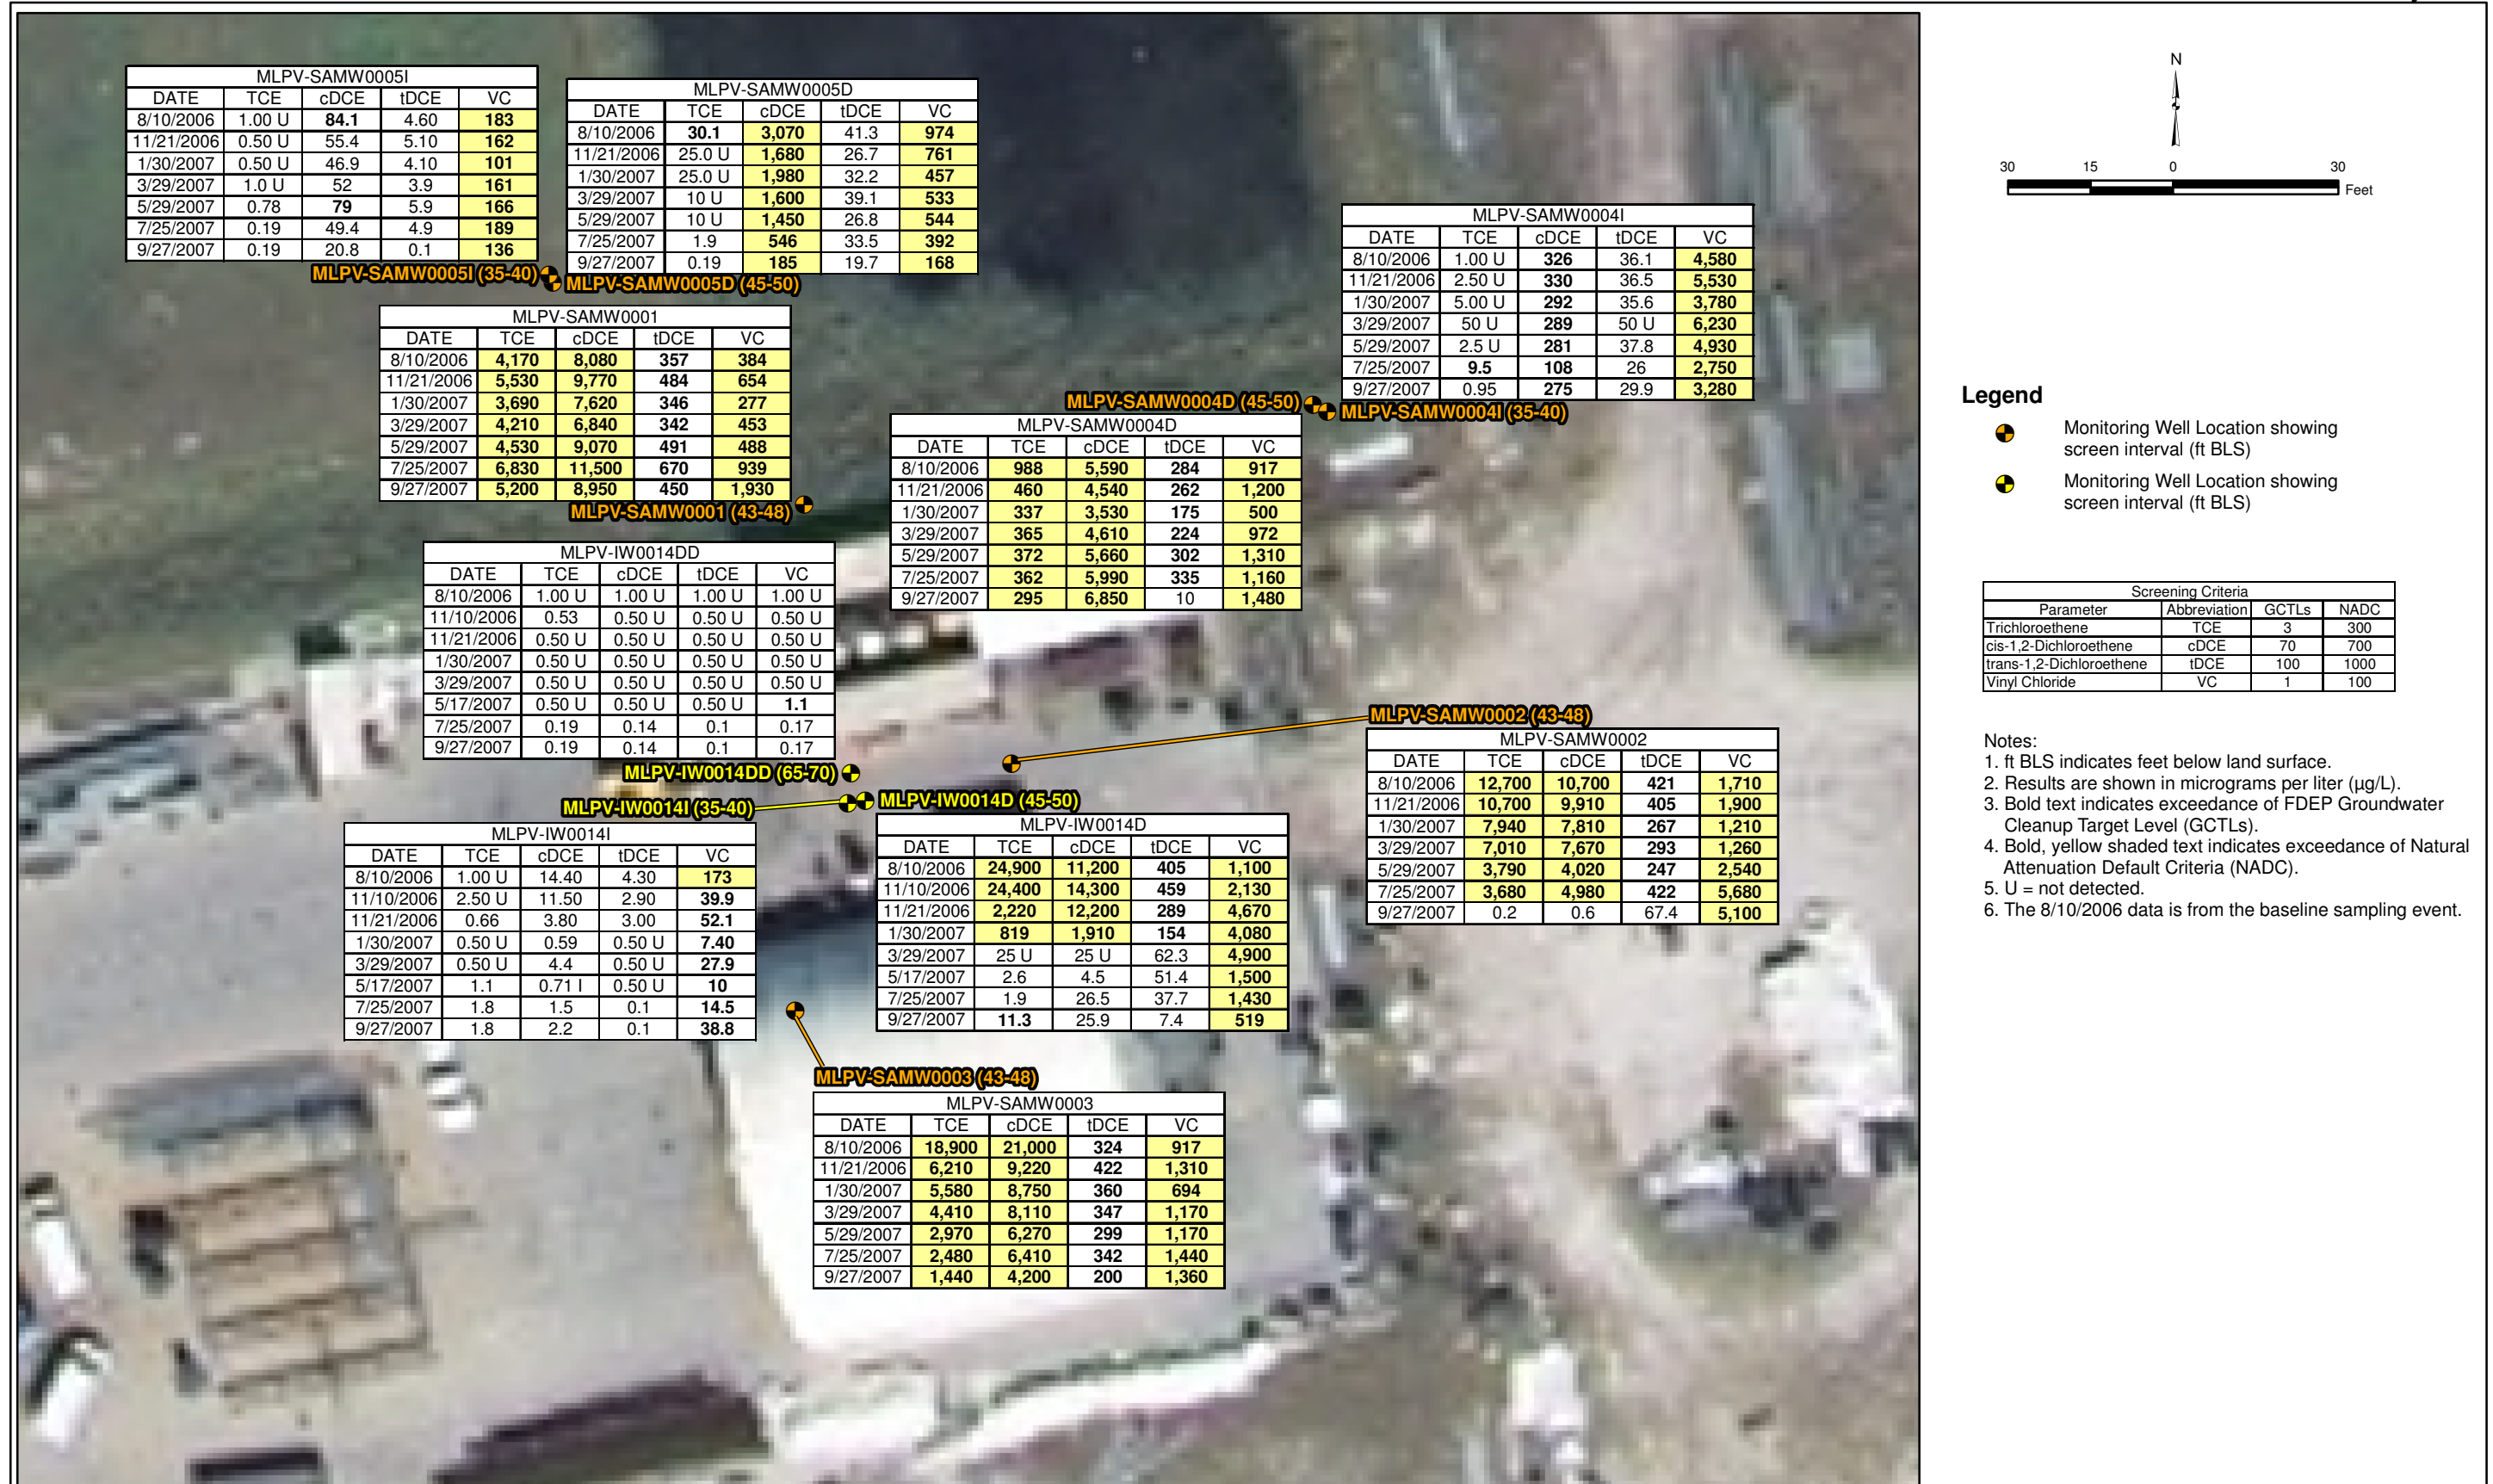 MLPV-SAMW0005I
DATE TCE cDCE tDCE VC
8/10/2006 1.00 U 84.1 4.60 183
11/21/2006 0.50 U 55.4 5.10 162
1/30/2007 0.50 U 46.9 4.10 101
3/29/2007 1.0 U 52 3.9 161
5/29/2007 0.78 79 5.9 166
7/25/2007 0.19 49.4 4.9 189
9/27/2007 0.19 20.8 0.1 136
MLPV-SAMW0005I (35-40)
MLPV-SAMW0005D
DATE TCE cDCE tDCE VC
8/10/2006 30.1 3,070 41.3 974
11/21/2006 25.0 U 1,680 26.7 761
1/30/2007 25.0 U 1,980 32.2 457
3/29/2007 10 U 1,600 39.1 533
5/29/2007 10 U 1,450 26.8 544
7/25/2007 1.9 546 33.5 392
9/27/2007 0.19 185 19.7 168
MLPV-SAMW0005D (45-50)
MLPV-SAMW0004I
DATE TCE cDCE tDCE VC
8/10/2006 1.00 U 326 36.1 4,580
11/21/2006 2.50 U 330 36.5 5,530
1/30/2007 5.00 U 292 35.6 3,780
3/29/2007 50 U 289 50 U 6,230
5/29/2007 2.5 U 281 37.8 4,930
7/25/2007 9.5 108 26 2,750
9/27/2007 0.95 275 29.9 3,280
MLPV-SAMW0004I (35-40)
MLPV-SAMW0001
DATE TCE cDCE tDCE VC
8/10/2006 4,170 8,080 357 384
11/21/2006 5,530 9,770 484 654
1/30/2007 3,690 7,620 346 277
3/29/2007 4,210 6,840 342 453
5/29/2007 4,530 9,070 491 488
7/25/2007 6,830 11,500 670 939
9/27/2007 5,200 8,950 450 1,930
MLPV-SAMW0001 (43-48)
MLPV-SAMW0004D (45-50)
MLPV-SAMW0004D
DATE TCE cDCE tDCE VC
8/10/2006 988 5,590 284 917
11/21/2006 460 4,540 262 1,200
1/30/2007 337 3,530 175 500
3/29/2007 365 4,610 224 972
5/29/2007 372 5,660 302 1,310
7/25/2007 362 5,990 335 1,160
9/27/2007 295 6,850 10 1,480
MLPV-IW0014DD
DATE TCE cDCE tDCE VC
8/10/2006 1.00 U 1.00 U 1.00 U 1.00 U
11/10/2006 0.53 0.50 U 0.50 U 0.50 U
11/21/2006 0.50 U 0.50 U 0.50 U 0.50 U
1/30/2007 0.50 U 0.50 U 0.50 U 0.50 U
3/29/2007 0.50 U 0.50 U 0.50 U 0.50 U
5/17/2007 0.50 U 0.50 U 0.50 U 1.1
7/25/2007 0.19 0.14 0.1 0.17
9/27/2007 0.19 0.14 0.1 0.17
MLPV-IW0014DD (65-70)
MLPV-SAMW0002 (43-48)
MLPV-SAMW0002
DATE TCE cDCE tDCE VC
8/10/2006 12,700 10,700 421 1,710
11/21/2006 10,700 9,910 405 1,900
1/30/2007 7,940 7,810 267 1,210
3/29/2007 7,010 7,670 293 1,260
5/29/2007 3,790 4,020 247 2,540
7/25/2007 3,680 4,980 422 5,680
9/27/2007 0.2 0.6 67.4 5,100
MLPV-IW0014I (35-40)
MLPV-IW0014I
DATE TCE cDCE tDCE VC
8/10/2006 1.00 U 14.40 4.30 173
11/10/2006 2.50 U 11.50 2.90 39.9
11/21/2006 0.66 3.80 3.00 52.1
1/30/2007 0.50 U 0.59 0.50 U 7.40
3/29/2007 0.50 U 4.4 0.50 U 27.9
5/17/2007 1.1 0.71 I 0.50 U 10
7/25/2007 1.8 1.5 0.1 14.5
9/27/2007 1.8 2.2 0.1 38.8
MLPV-IW0014D (45-50)
MLPV-IW0014D
DATE TCE cDCE tDCE VC
8/10/2006 24,900 11,200 405 1,100
11/10/2006 24,400 14,300 459 2,130
11/21/2006 2,220 12,200 289 4,670
1/30/2007 819 1,910 154 4,080
3/29/2007 25 U 25 U 62.3 4,900
5/17/2007 2.6 4.5 51.4 1,500
7/25/2007 1.9 26.5 37.7 1,430
9/27/2007 11.3 25.9 7.4 519
MLPV-SAMW0003 (43-48)
MLPV-SAMW0003
DATE TCE cDCE tDCE VC
8/10/2006 18,900 21,000 324 917
11/21/2006 6,210 9,220 422 1,310
1/30/2007 5,580 8,750 360 694
3/29/2007 4,410 8,110 347 1,170
5/29/2007 2,970 6,270 299 1,170
7/25/2007 2,480 6,410 342 1,440
9/27/2007 1,440 4,200 200 1,360
N
30 15 0 30
Feet
Legend
Monitoring Well Location showing
screen interval (ft BLS)
Monitoring Well Location showing
screen interval (ft BLS)
Screening Criteria
Parameter Abbreviation GCTLs NADC
Trichloroethene TCE 3 300
cis-1,2-Dichloroethene cDCE 70 700
trans-1,2-Dichloroethene tDCE 100 1000
Vinyl Chloride VC 1 100
Notes:
1. ft BLS indicates feet below land surface.
2. Results are shown in micrograms per liter (µg/L).
3. Bold text indicates exceedance of FDEP Groundwater
Cleanup Target Level (GCTLs).
4. Bold, yellow shaded text indicates exceedance of Natural
Attenuation Default Criteria (NADC).
5. U = not detected.
6. The 8/10/2006 data is from the baseline sampling event.